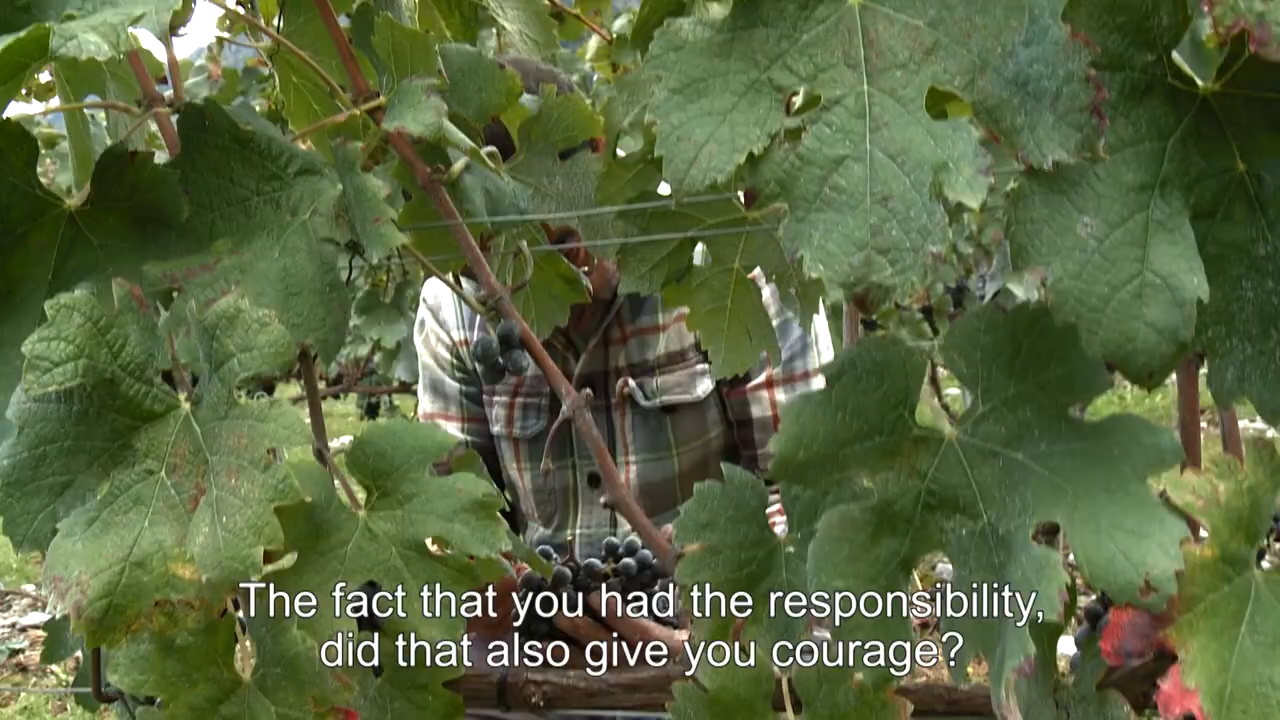 The fact that you had the responsibility,
did that also give you courage?